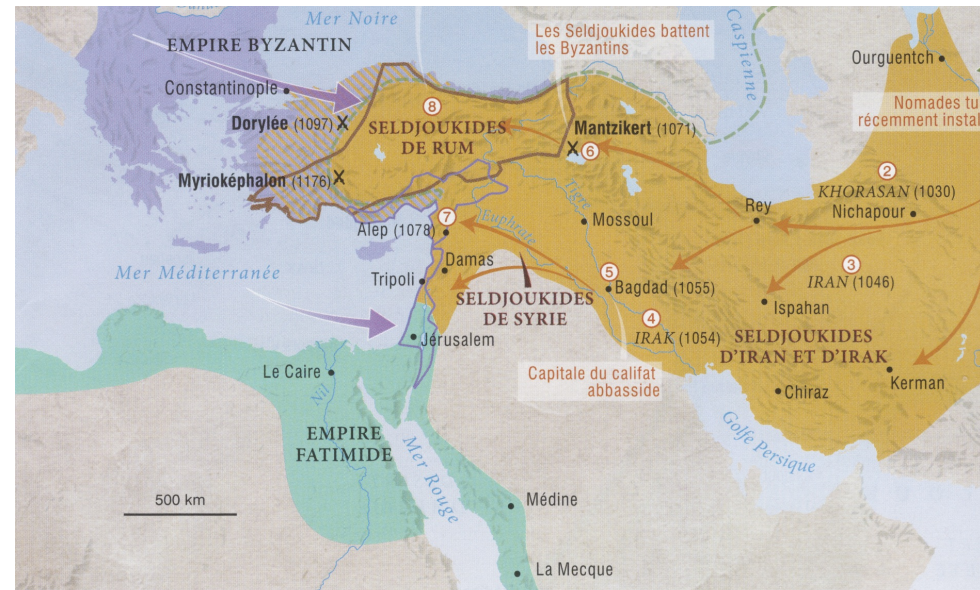 Mer Noire
EMPIRE BYZANTIN
Constantinople
Dorylée (1097)
Myrioképhalon (1176)
8
SELDJOUKIDES
DE RUM
Les Seldjoukides battent
les Byzantins
Mantzikert (1071)
6
Caspienne
Ourguentch
Nomades tu
récemment instal
2
KHORASAN (1030)
Nichapour
Rey
3
IRAN (1046)
Ispahan
7
Alep (1078)
Euphrate
Tigre
Mossoul
Mer Méditerranée
Tripoli
Damas
SELDJOUKIDES
DE SYRIE
5
Bagdad (1055)
4
IRAK (1054)
SELDJOUKIDES
D'IRAN ET D'IRAK
Jérusalem
Le Caire
Nil
Capitale du califat
abbasside
Kerman
Chiraz
Golfe Persique
EMPIRE
FATIMIDE
Mer Rouge
500 km
Médine
La Mecque